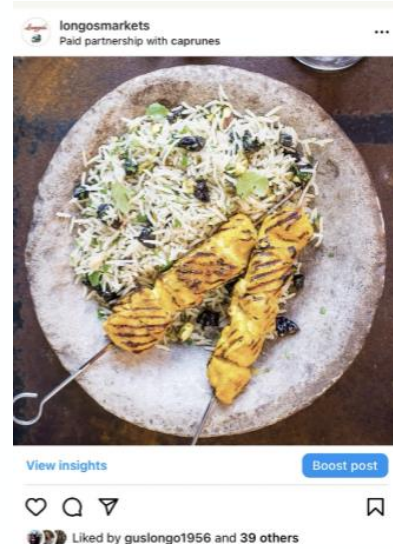 longosmarkets
Paid partnership with caprunes
View insights
Boost post
Liked by guslongo1956 and 39 others